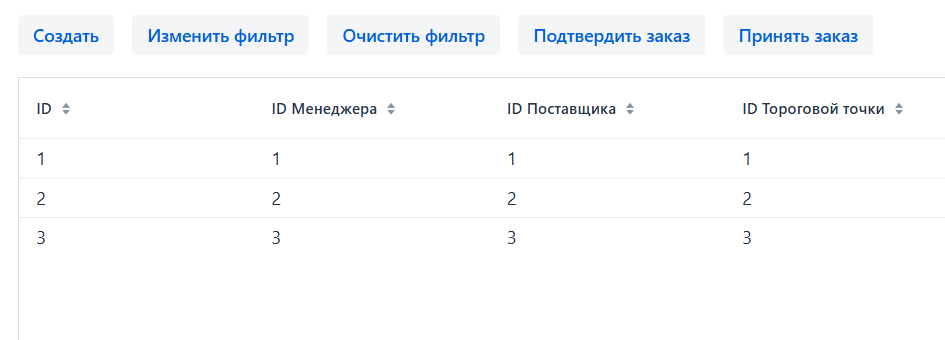 Создать Изменить фильтр Очистить фильтр Подтвердить заказ Принять заказ
ID ID Менеджера ID Поставщика ID Тороговой точки
1 1 1 1
2 2 2 2
3 3 3 3